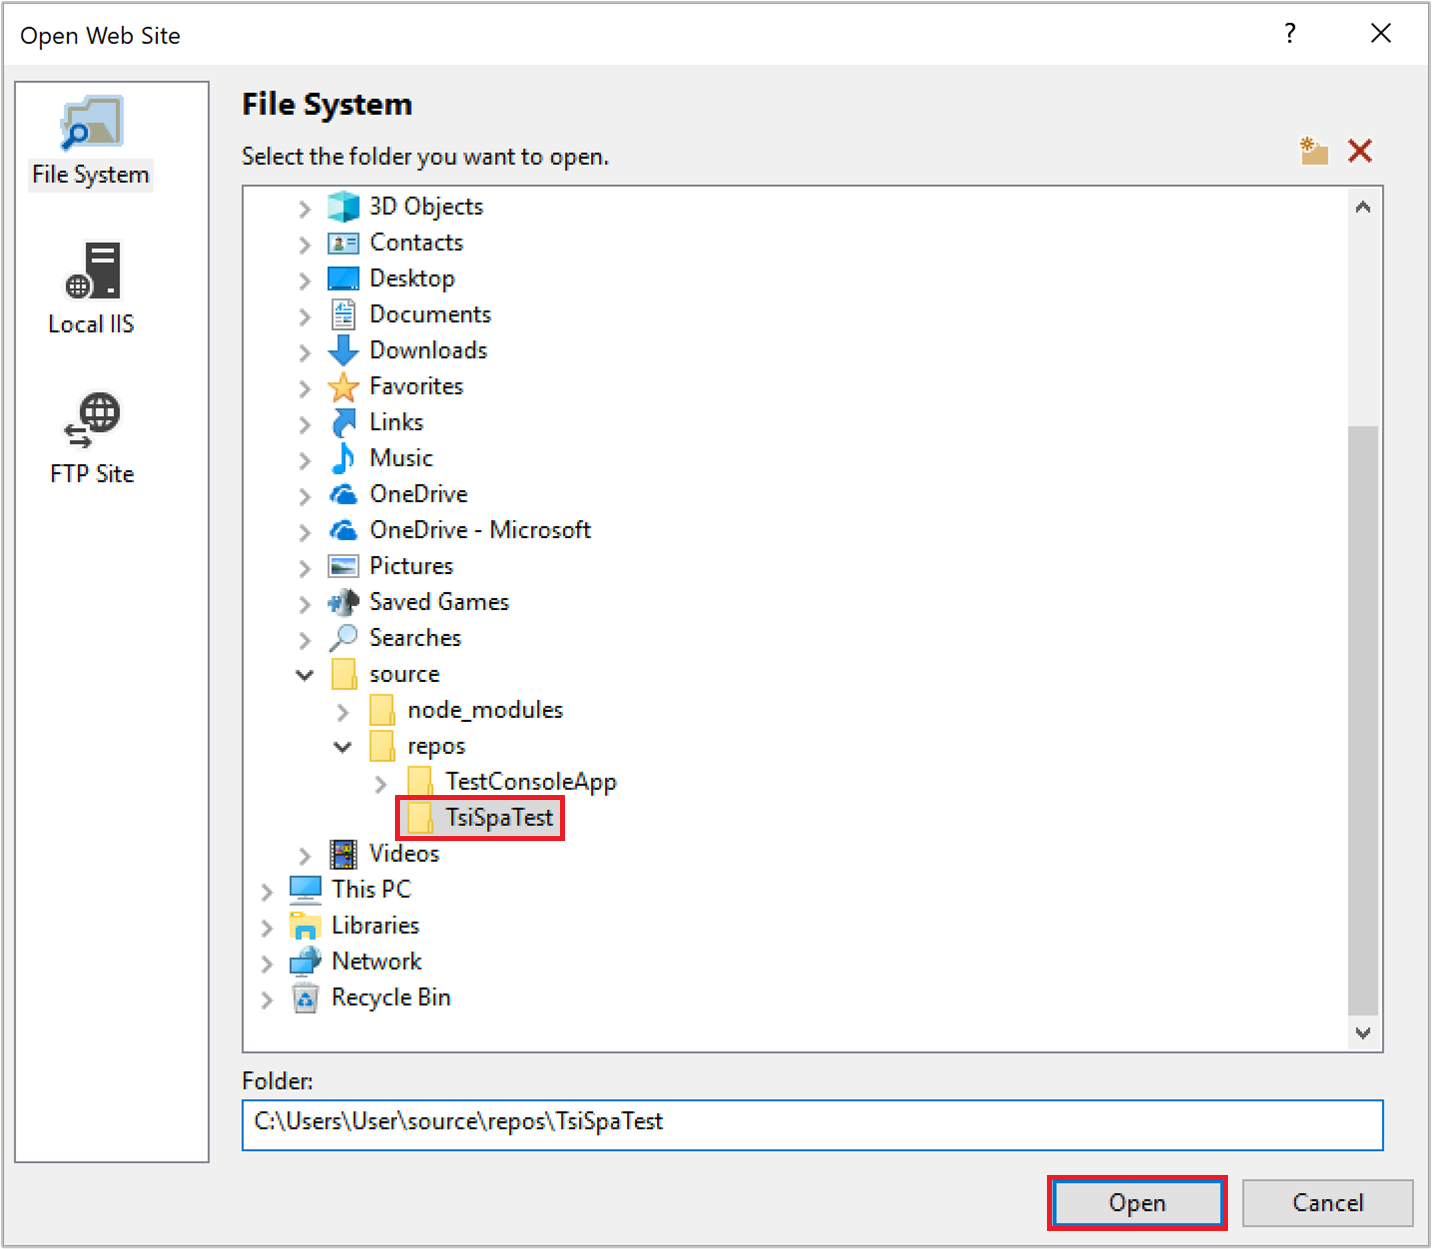 Open Web Site
?
File System
Local IIS
FTP Site
File System
Select the folder you want to open.
3D Objects
Contacts
Desktop
Documents
Downloads
Favorites
Links
Music
OneDrive
OneDrive - Microsoft
Pictures
Saved Games
Searches
source
node_modules
repos
TestConsoleApp
TsiSpaTest
Videos
This PC
Libraries
Network
Recycle Bin
Folder:
C:\Users\User\source\repos\TsiSpaTest
Open
Cancel